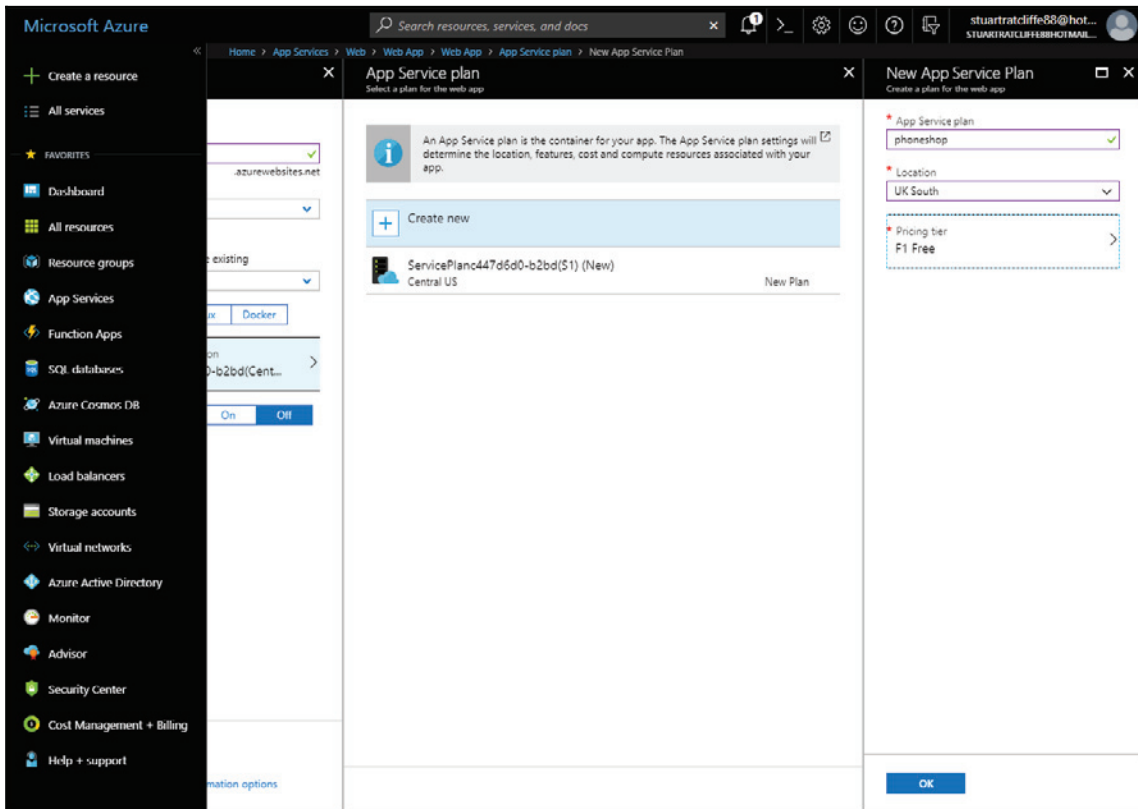 Microsoft Azure
Search resources, services, and docs
1
stuartratcliffe88@hot...
STUARTRATCLIFFE88HOTMAIL...
Home > App Services > Web > Web App > Web App > App Service plan > New App Service Plan
Create a resource
All services
FAVORITES
Dashboard
All resources
Resource groups
App Services
Function Apps
SQL databases
Azure Cosmos DB
Virtual machines
Load balancers
Storage accounts
Virtual networks
Azure Active Directory
Monitor
Advisor
Security Center
Cost Management + Billing
Help + support
.azurewebsites.net
existing
ux
Docker
on
0-b2bd(Cent...
On
Off
mation options
App Service plan
Select a plan for the web app
An App Service plan is the container for your app. The App Service plan settings will
determine the location, features, cost and compute resources associated with your
app.
Create new
ServicePlanc447d6d0-b2bd(S1) (New)
Central US
New Plan
New App Service Plan
Create a plan for the web app
* App Service plan
phoneshop
* Location
UK South
* Pricing tier
F1 Free
OK